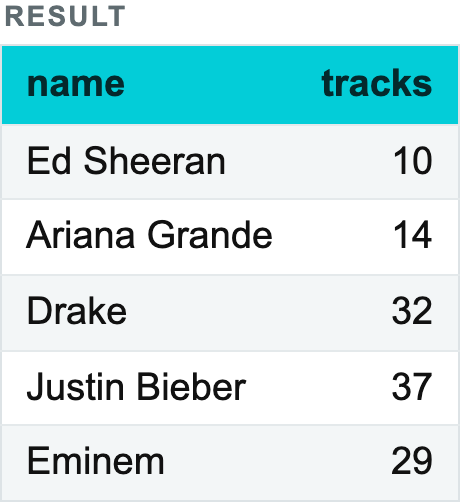 RESULT
name tracks
Ed Sheeran 10
Ariana Grande 14
Drake 32
Justin Bieber 37
Eminem 29